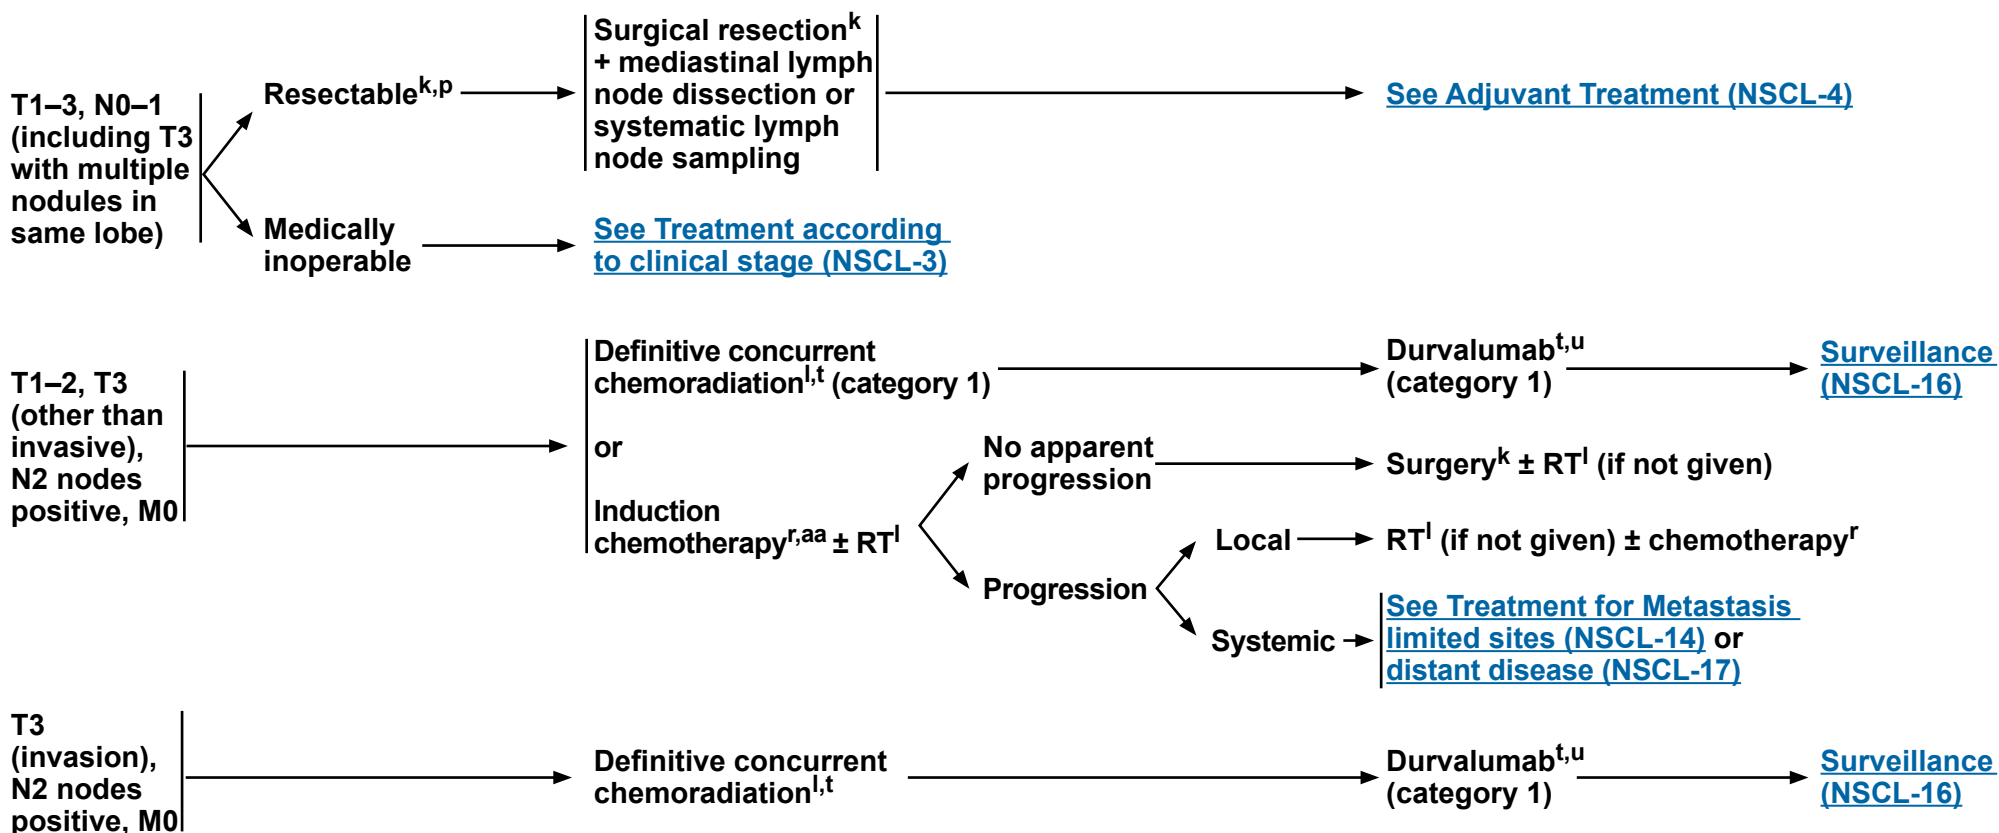 T1–3, N0–1
(including T3
with multiple
nodules in
same lobe)
Resectablek,p
Surgical resectionk
+ mediastinal lymph
node dissection or
systematic lymph
node sampling
See Adjuvant Treatment (NSCL-4)
Medically
inoperable
See Treatment according
to clinical stage (NSCL-3)
T1–2, T3
(other than
invasive),
N2 nodes
positive, M0
Definitive concurrent
chemoradiationl,t (category 1)
Durvalumabt,u
(category 1)
Surveillance
(NSCL-16)
or
Induction
chemotherapyr,aa ± RTl
No apparent
progression
Surgeryk ± RTl (if not given)
Progression
Local
RTl (if not given) ± chemotherapyr
Systemic
See Treatment for Metastasis
limited sites (NSCL-14) or
distant disease (NSCL-17)
T3
(invasion),
N2 nodes
positive, M0
Definitive concurrent
chemoradiationl,t
Durvalumabt,u
(category 1)
Surveillance
(NSCL-16)